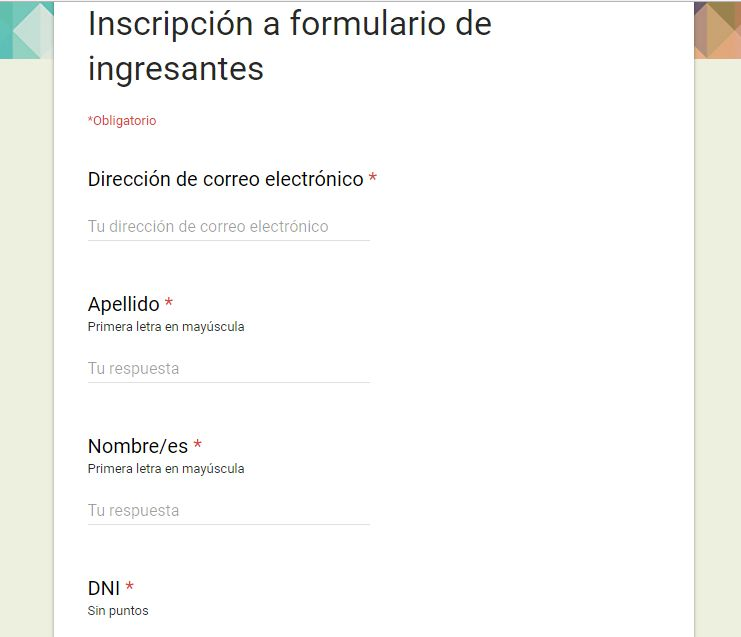 Inscripción a formulario de
ingresantes
*Obligatorio
Dirección de correo electrónico *
Tu dirección de correo electrónico
Apellido *
Primera letra en mayúscula
Tu respuesta
Nombre/es *
Primera letra en mayúscula
Tu respuesta
DNI *
Sin puntos